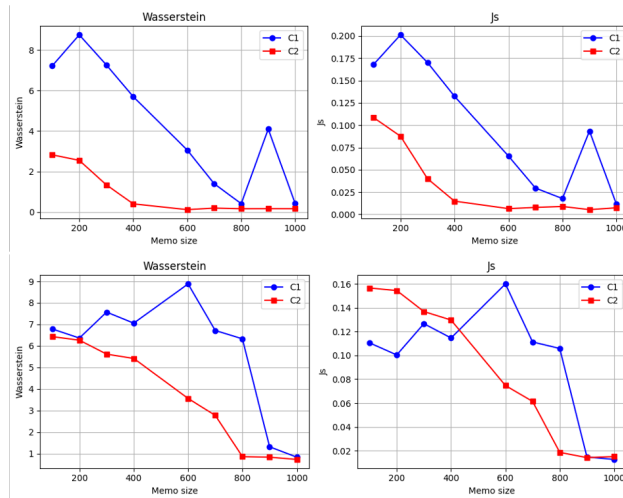 Wasserstein
C1
C2
8
6
4
2
0
Wasserstein
200
400
600
800
1000
Memo size
Js
C1
C2
0.200
0.175
0.150
0.125
0.100
0.075
0.050
0.025
0.000
Js
200
400
600
800
1000
Memo size
Wasserstein
C1
C2
9
8
7
6
5
4
3
2
1
Wasserstein
200
400
600
800
1000
Memo size
Js
C1
C2
0.16
0.14
0.12
0.10
0.08
0.06
0.04
0.02
Js
200
400
600
800
1000
Memo size